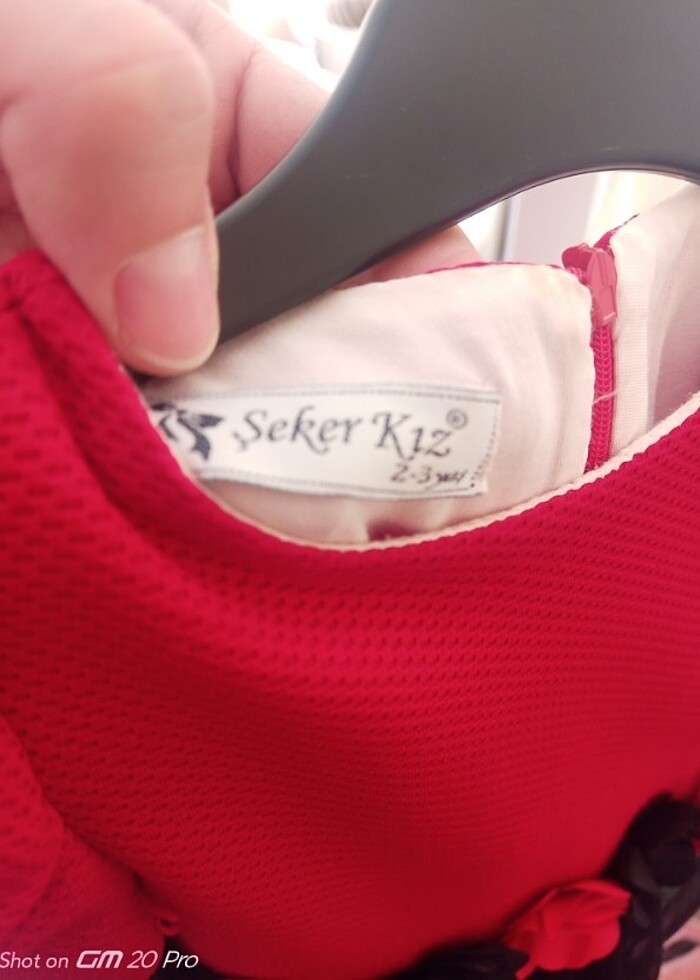 Şeker Kız®
2-3 yaş
Shot on GM 20 Pro